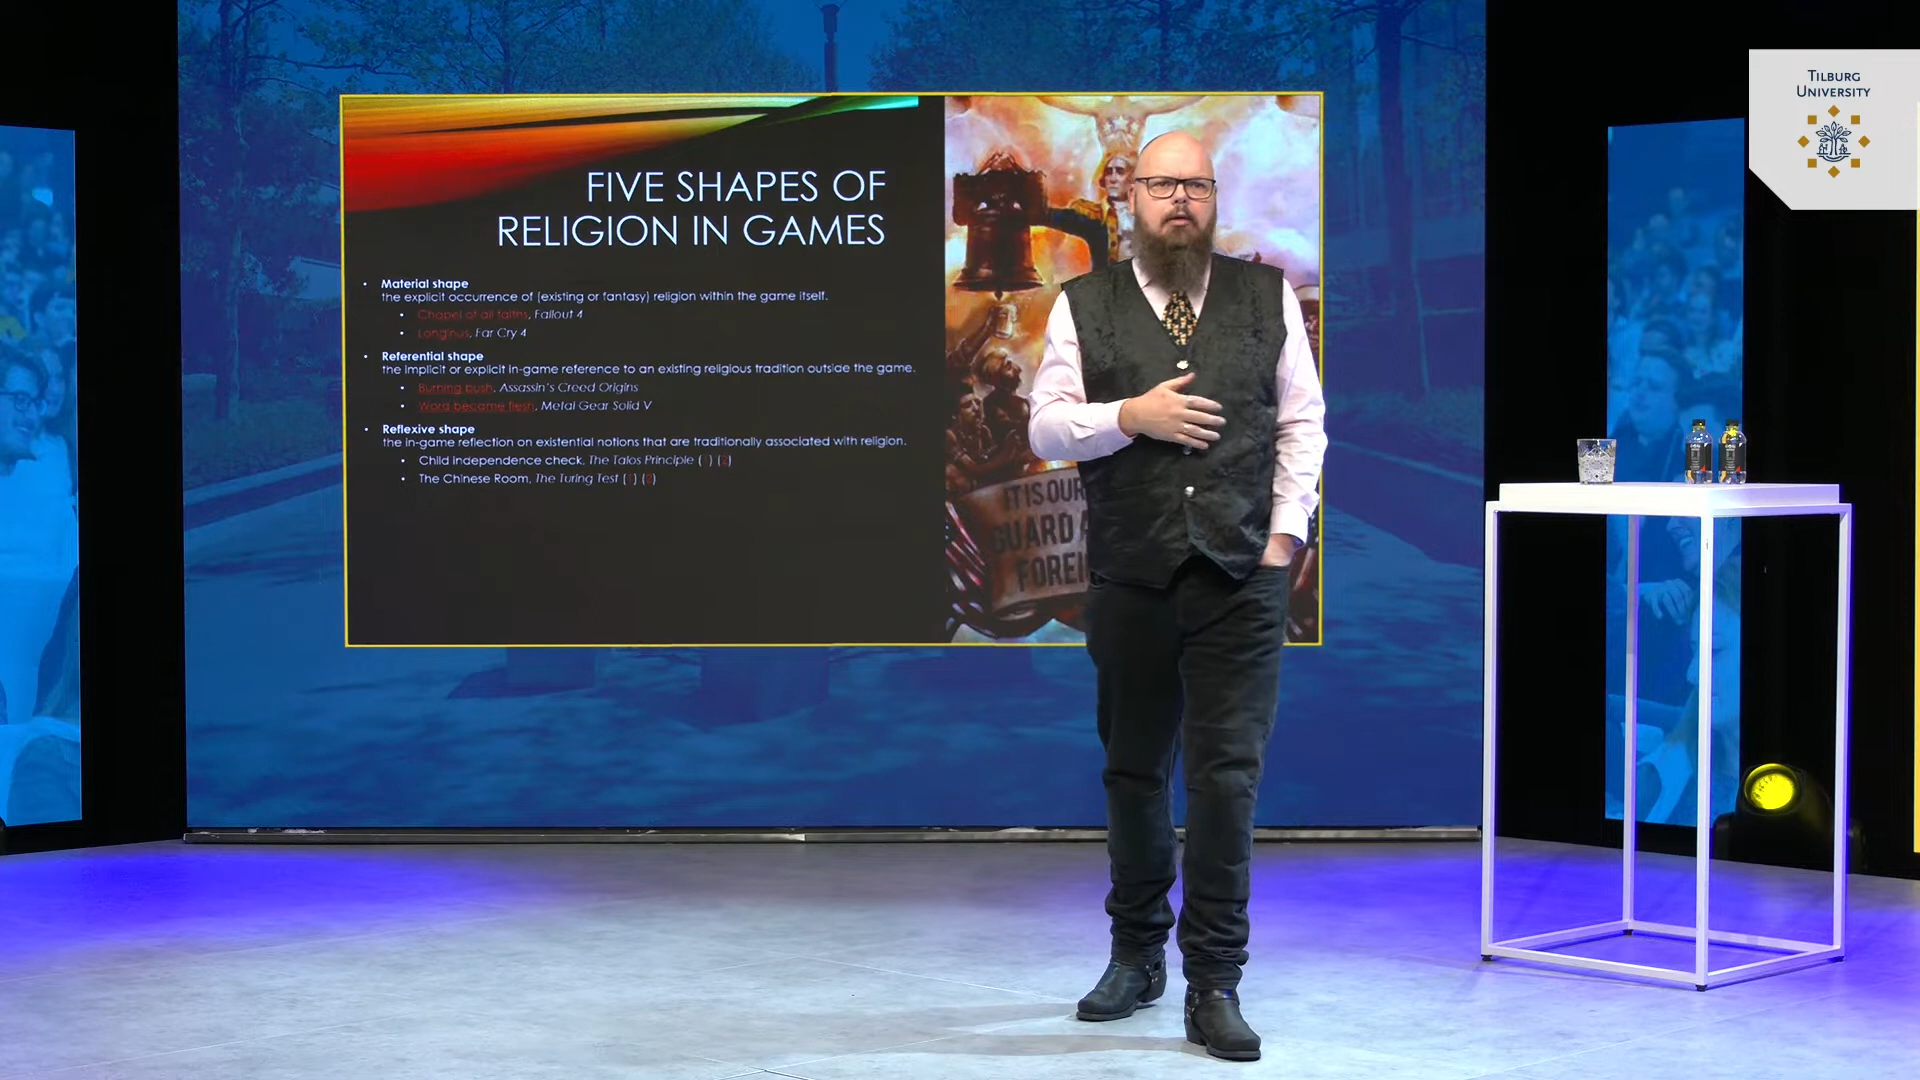 TILBURG
UNIVERSITY
FIVE SHAPES OF
RELIGION IN GAMES
• Material shape
the explicit occurrence of (existing or fantasy) religion within the game itself.
• Chapel of all faiths, Fallout 4
• Longinus, Far Cry 4
• Referential shape
the implicit or explicit in-game reference to an existing religious tradition outside the game.
• Burning bush, Assassin's Creed Origins
• Word became flesh, Metal Gear Solid V
• Reflexive shape
the in-game reflection on existential notions that are traditionally associated with religion.
• Child independence check, The Talos Principle (1) (2)
• The Chinese Room, The Turing Test (1) (2)
IT IS OUR
GUARD A
FOREI